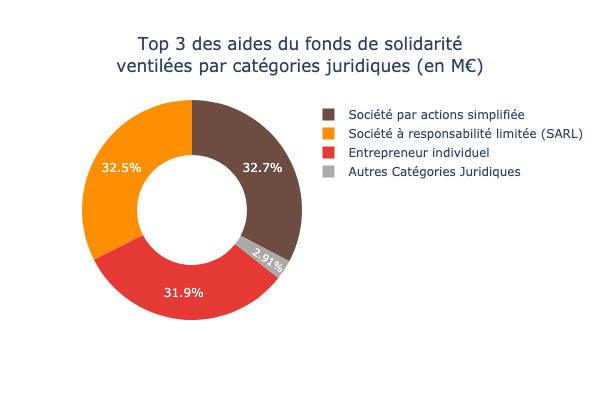 Top 3 des aides du fonds de solidarité
ventilées par catégories juridiques (en M€)
Société par actions simplifiée
Société à responsabilité limitée (SARL)
Entrepreneur individuel
Autres Catégories Juridiques
32.5%
32.7%
2.91%
31.9%